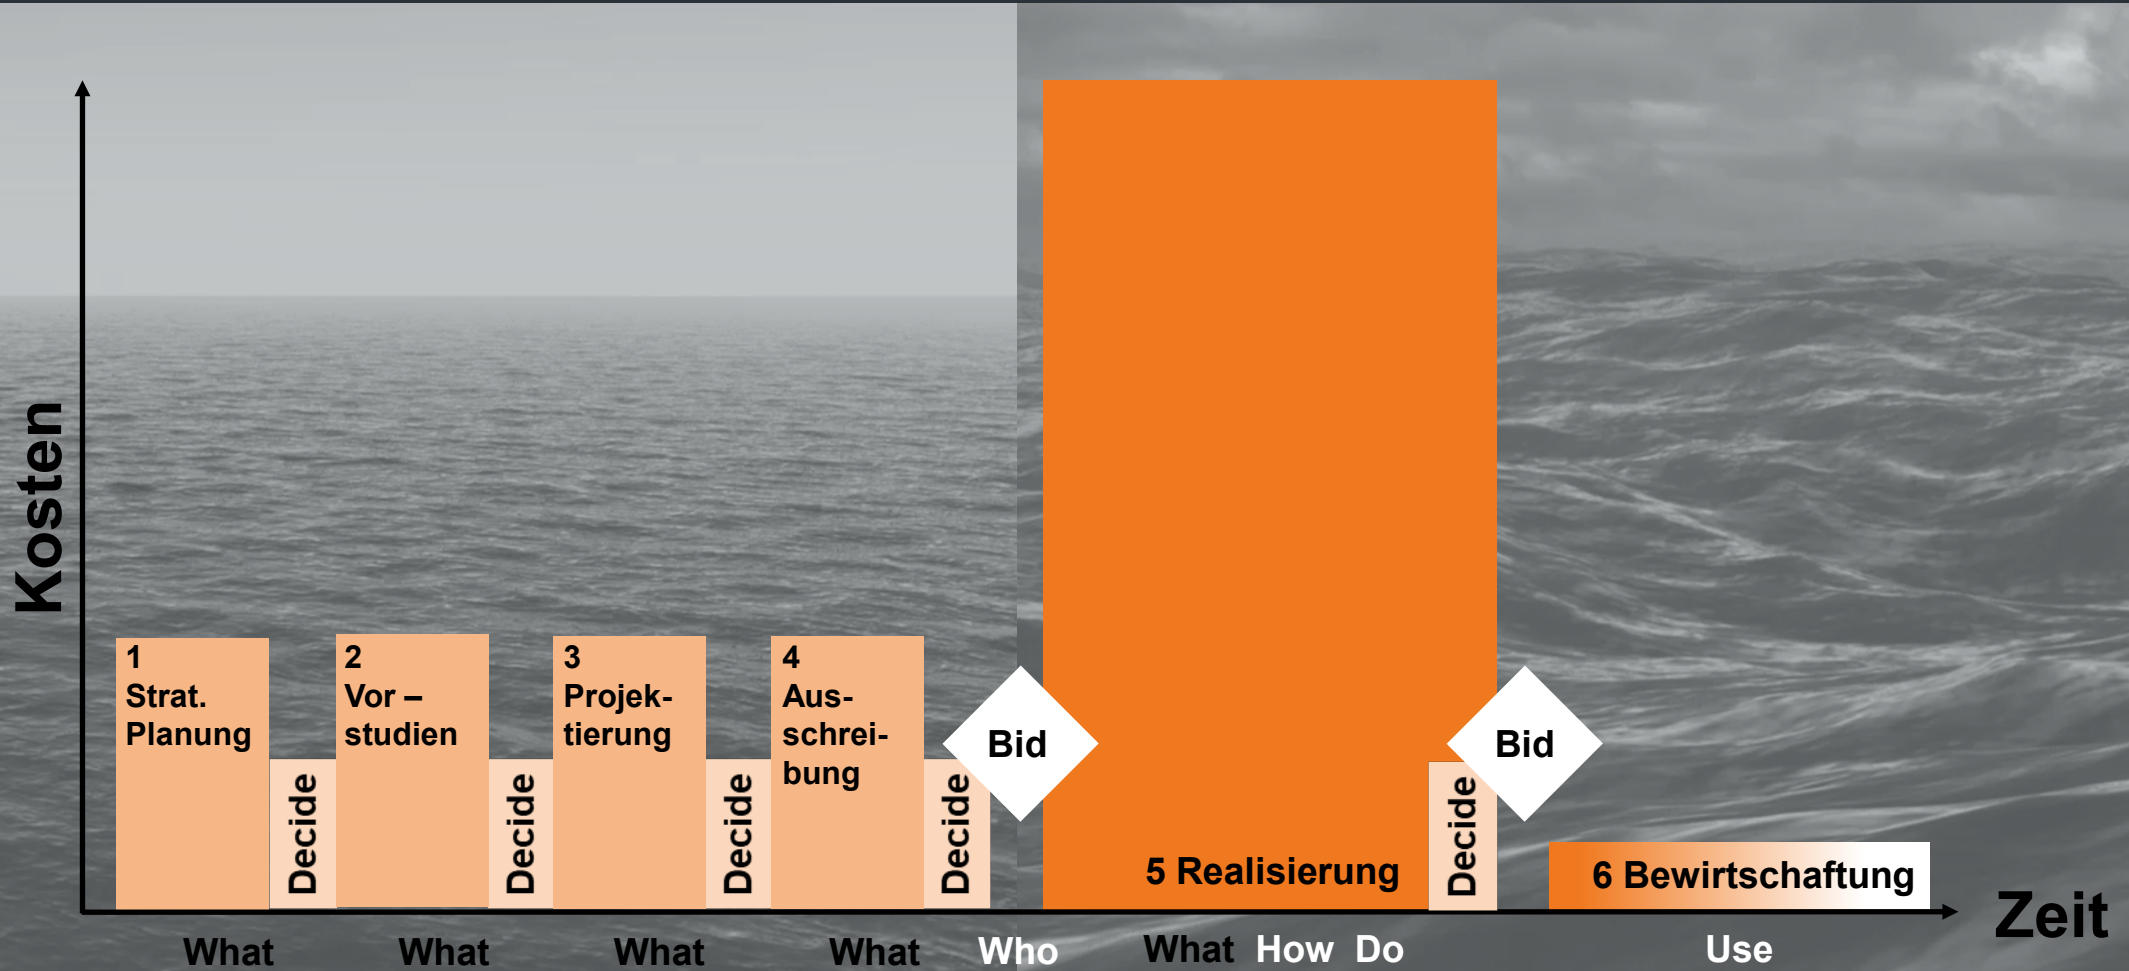 Kosten
1
Strat.
Planung
Decide
2
Vor –
studien
Decide
3
Projek-
tierung
Decide
4
Aus-
schrei-
bung
Decide
Bid
5 Realisierung
Decide
Bid
6 Bewirtschaftung
Zeit
What
What
What
What
Who
What How Do
Use